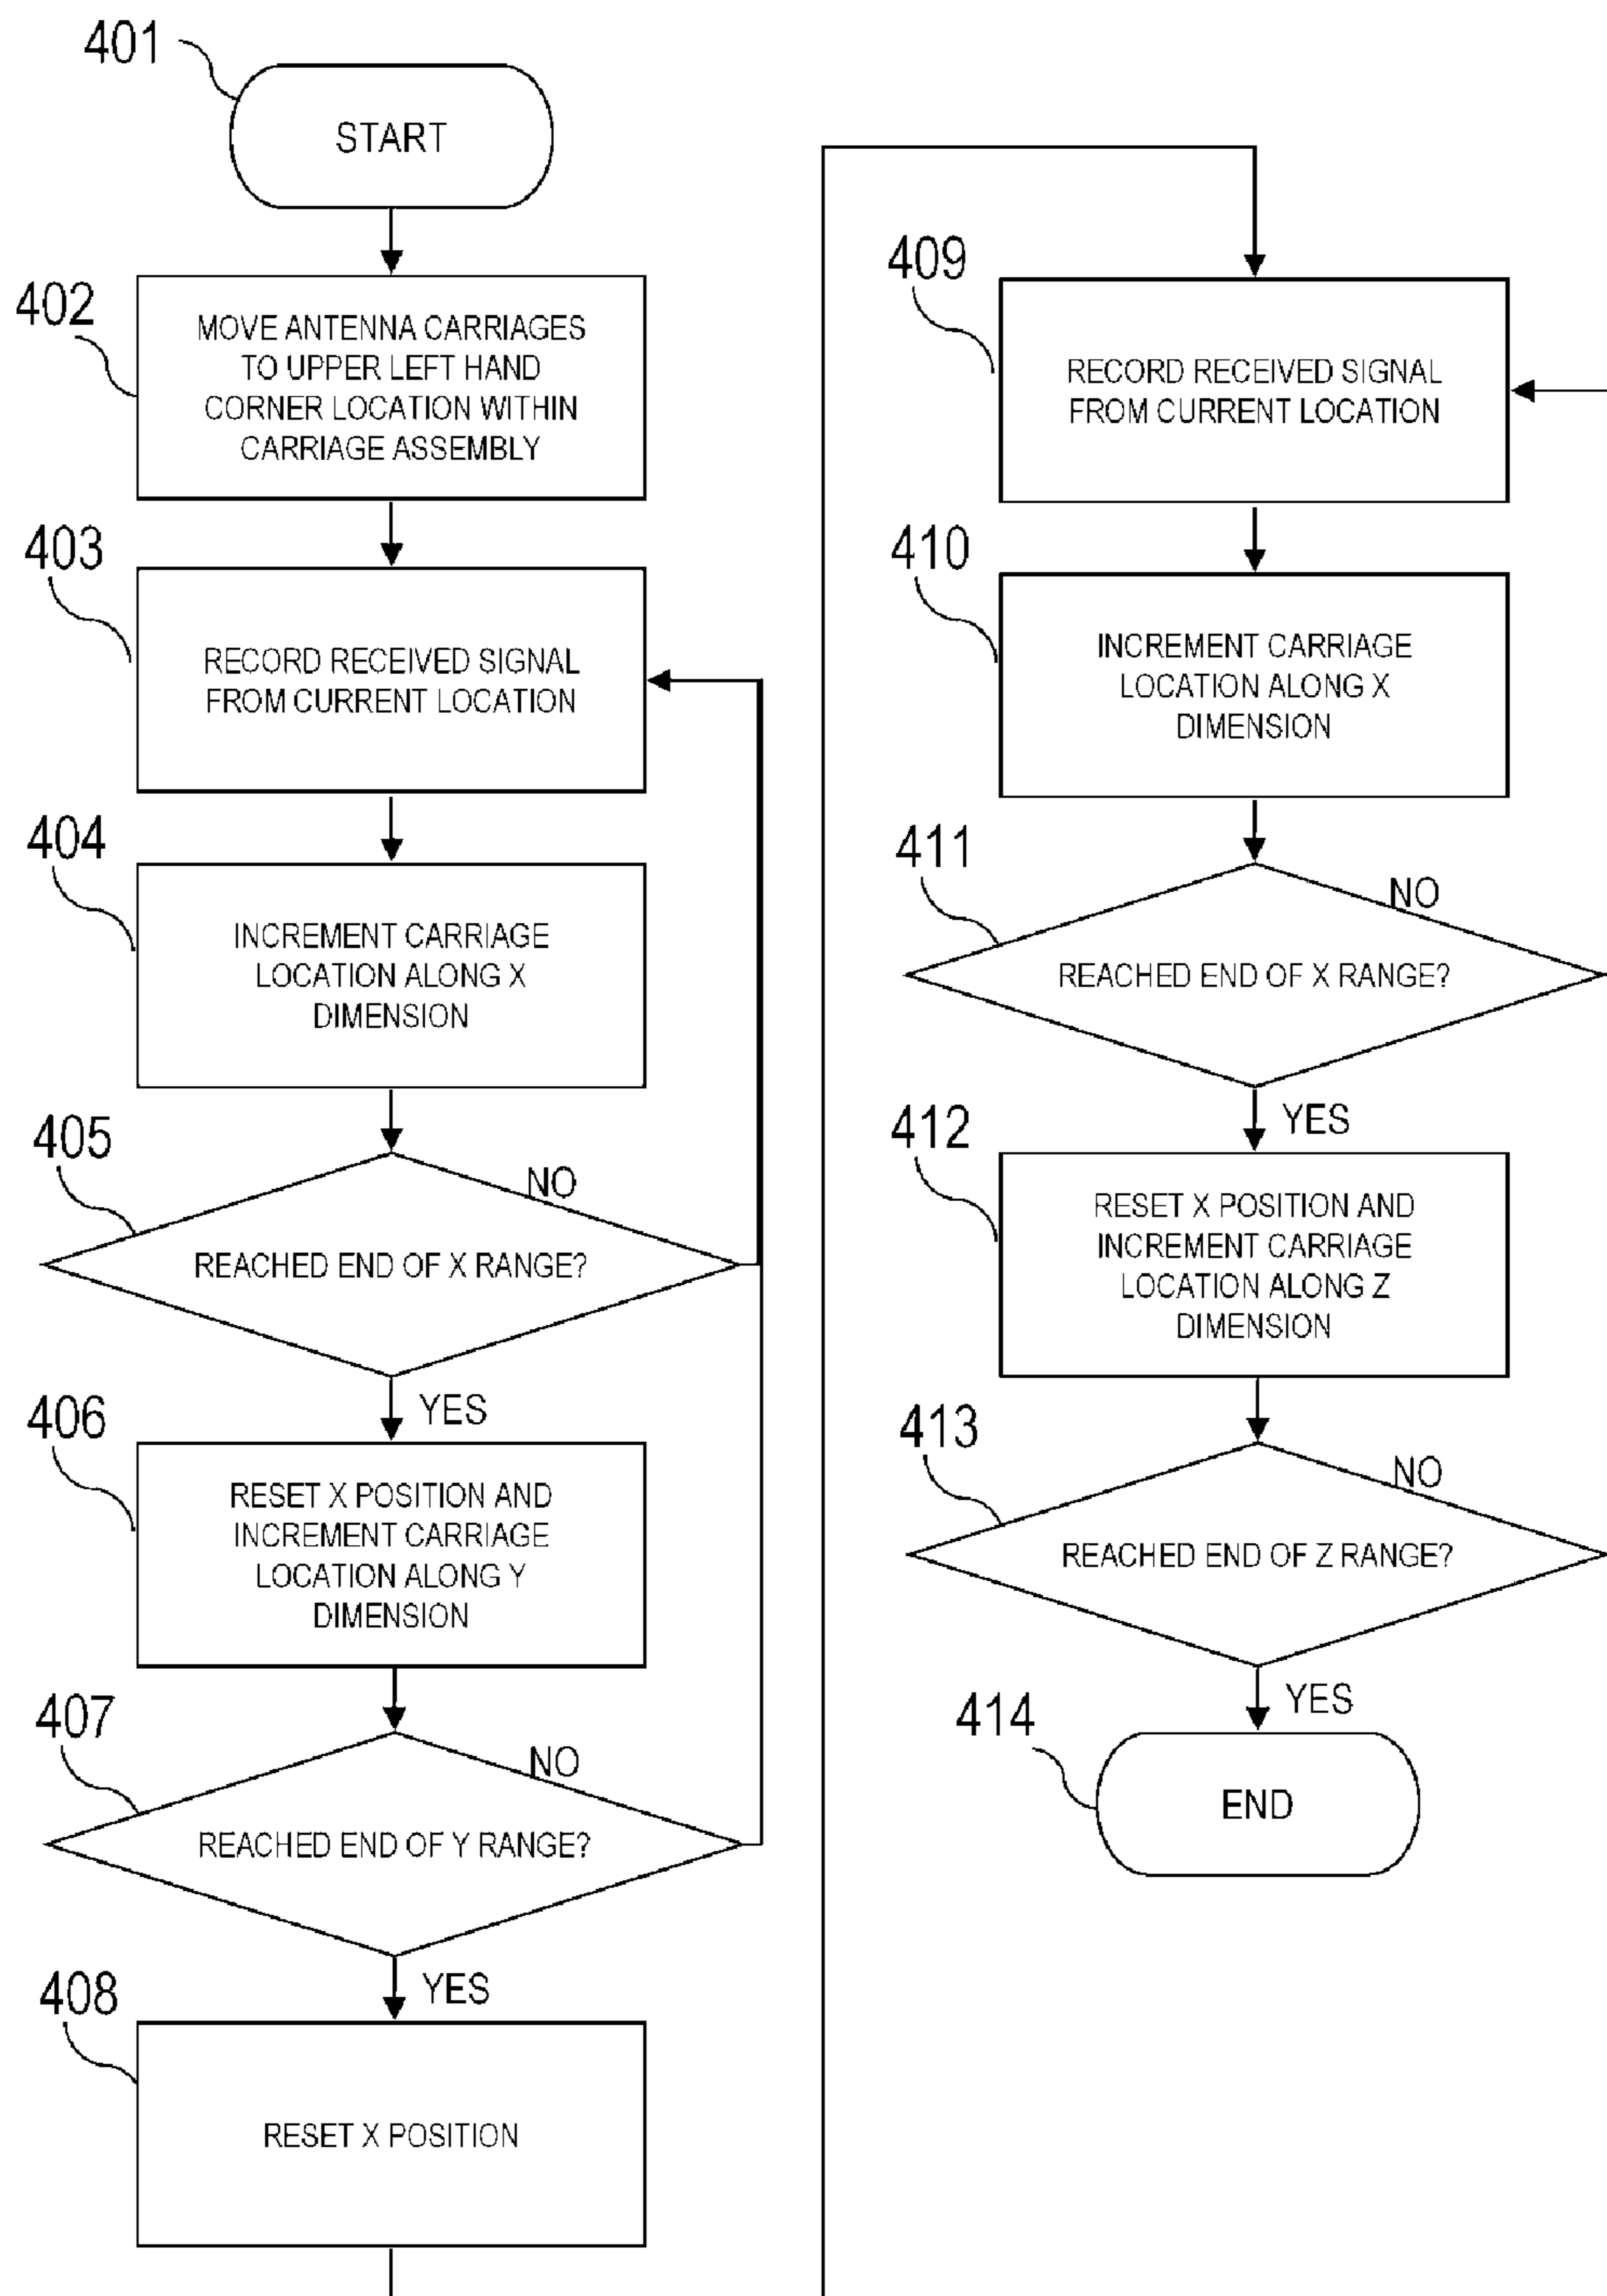 401
START
402
MOVE ANTENNA CARRIAGES
TO UPPER LEFT HAND
CORNER LOCATION WITHIN
CARRIAGE ASSEMBLY
403
RECORD RECEIVED SIGNAL
FROM CURRENT LOCATION
404
INCREMENT CARRIAGE
LOCATION ALONG X
DIMENSION
405
NO
REACHED END OF X RANGE?
YES
406
RESET X POSITION AND
INCREMENT CARRIAGE
LOCATION ALONG Y
DIMENSION
407
NO
REACHED END OF Y RANGE?
YES
408
RESET X POSITION
409
RECORD RECEIVED SIGNAL
FROM CURRENT LOCATION
410
INCREMENT CARRIAGE
LOCATION ALONG X
DIMENSION
411
NO
REACHED END OF X RANGE?
YES
412
RESET X POSITION AND
INCREMENT CARRIAGE
LOCATION ALONG Z
DIMENSION
413
NO
REACHED END OF Z RANGE?
YES
414
END